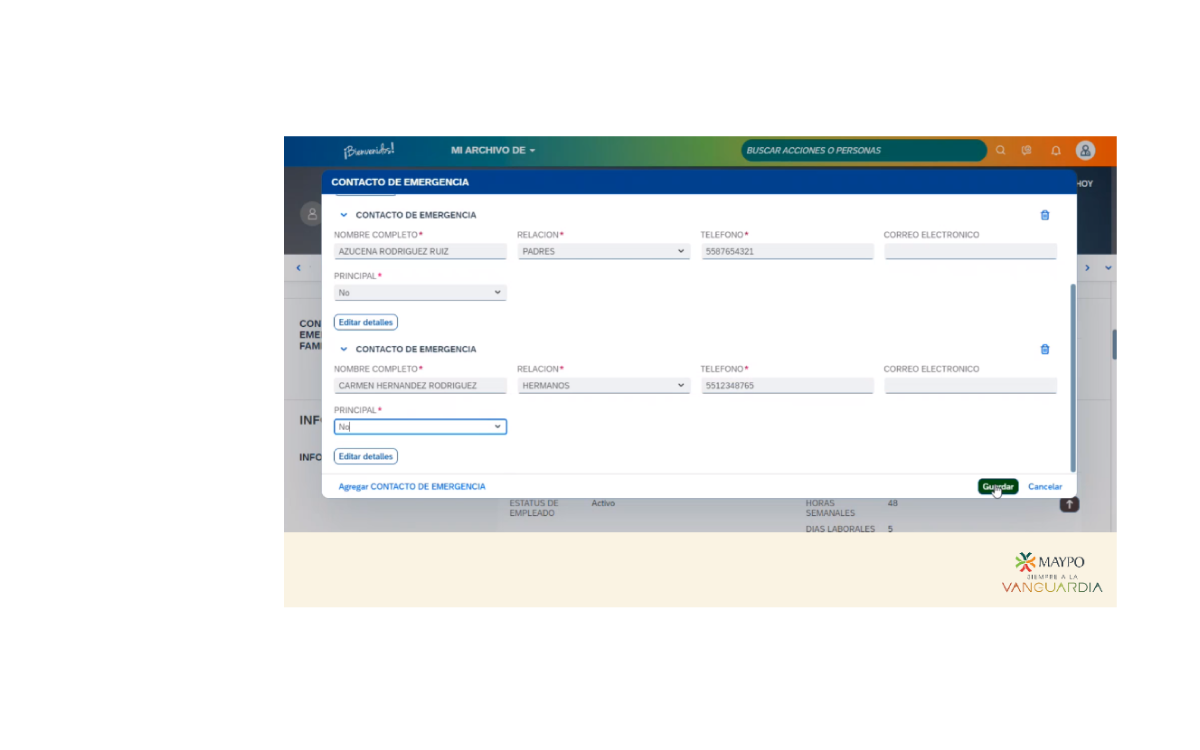 ¡Bienvenidos!
MI ARCHIVO DE
BUSCAR ACCIONES O PERSONAS
CONTACTO DE EMERGENCIA
HOY
CONTACTO DE EMERGENCIA
NOMBRE COMPLETO* RELACION* TELEFONO* CORREO ELECTRONICO
AZUCENA RODRIGUEZ RUIZ PADRES 5587654321
PRINCIPAL*
No
Editar detalles
CON
EME
FAMI
CONTACTO DE EMERGENCIA
NOMBRE COMPLETO* RELACION* TELEFONO* CORREO ELECTRONICO
CARMEN HERNANDEZ RODRIGUEZ HERMANOS 5512348765
PRINCIPAL*
INF
No
INFO
Editar detalles
Agregar CONTACTO DE EMERGENCIA Guardar Cancelar
ESTATUS DE EMPLEADO Activo HORAS SEMANALES 48
DIAS LABORALES 5
MAYPO
SIEMPRE A LA
VANGUARDIA